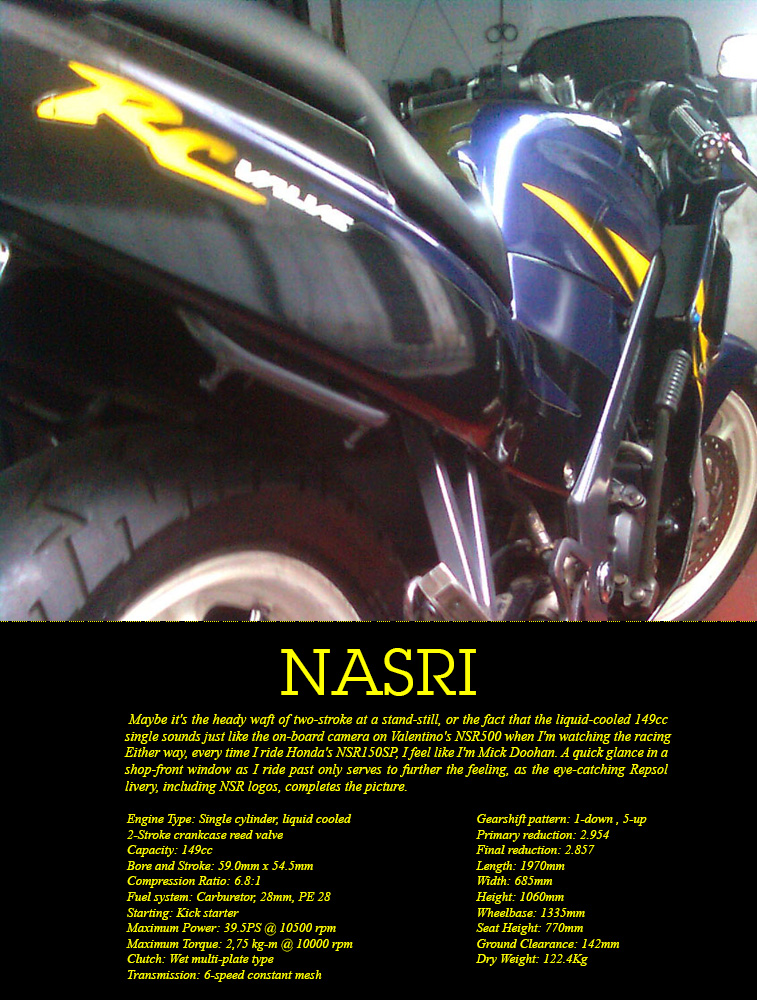 RC
VALVE
NASRI
Maybe it's the heady waft of two-stroke at a stand-still, or the fact that the liquid-cooled 149cc
single sounds just like the on-board camera on Valentino's NSR500 when I'm watching the racing
Either way, every time I ride Honda's NSR150SP, I feel like I'm Mick Doohan. A quick glance in a
shop-front window as I ride past only serves to further the feeling, as the eye-catching Repsol
livery, including NSR logos, completes the picture.
Engine Type: Single cylinder, liquid cooled
2-Stroke crankcase reed valve
Capacity: 149cc
Bore and Stroke: 59.0mm x 54.5mm
Compression Ratio: 6.8:1
Fuel system: Carburetor, 28mm, PE 28
Starting: Kick starter
Maximum Power: 39.5PS @ 10500 rpm
Maximum Torque: 2,75 kg-m @ 10000 rpm
Clutch: Wet multi-plate type
Transmission: 6-speed constant mesh
Gearshift pattern: 1-down , 5-up
Primary reduction: 2.954
Final reduction: 2.857
Length: 1970mm
Width: 685mm
Height: 1060mm
Wheelbase: 1335mm
Seat Height: 770mm
Ground Clearance: 142mm
Dry Weight: 122.4Kg